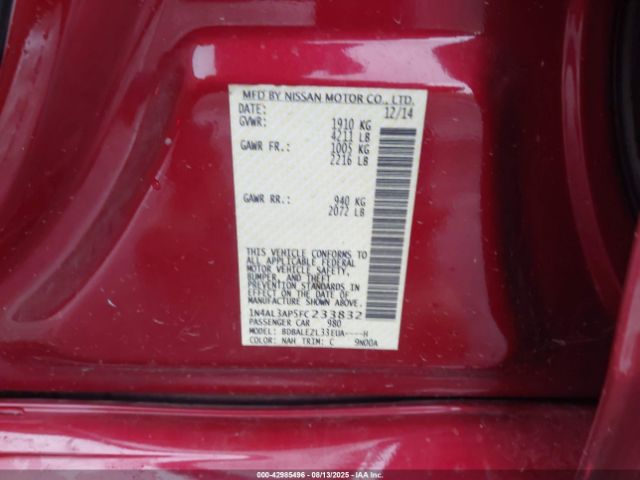 MFD BY NISSAN MOTOR CO., LTD.
DATE: 12/14
GVWR: 1910 KG
4211 LB
GAWR FR.: 1005 KG
2216 LB
GAWR RR.: 940 KG
2072 LB
THIS VEHICLE CONFORMS TO
ALL APPLICABLE FEDERAL
MOTOR VEHICLE SAFETY,
BUMPER, AND THEFT
PREVENTION STANDARDS IN
EFFECT ON THE DATE OF
MANUFACTURE SHOWN ABOVE.
1N4AL3AP5FC233832
PASSENGER CAR 980
MODEL: BDBALEZL33EUA----H
COLOR: NAH TRIM: C 9N00A
000-42985496 - 08/13/2025 - Copyright © IAA, Inc.